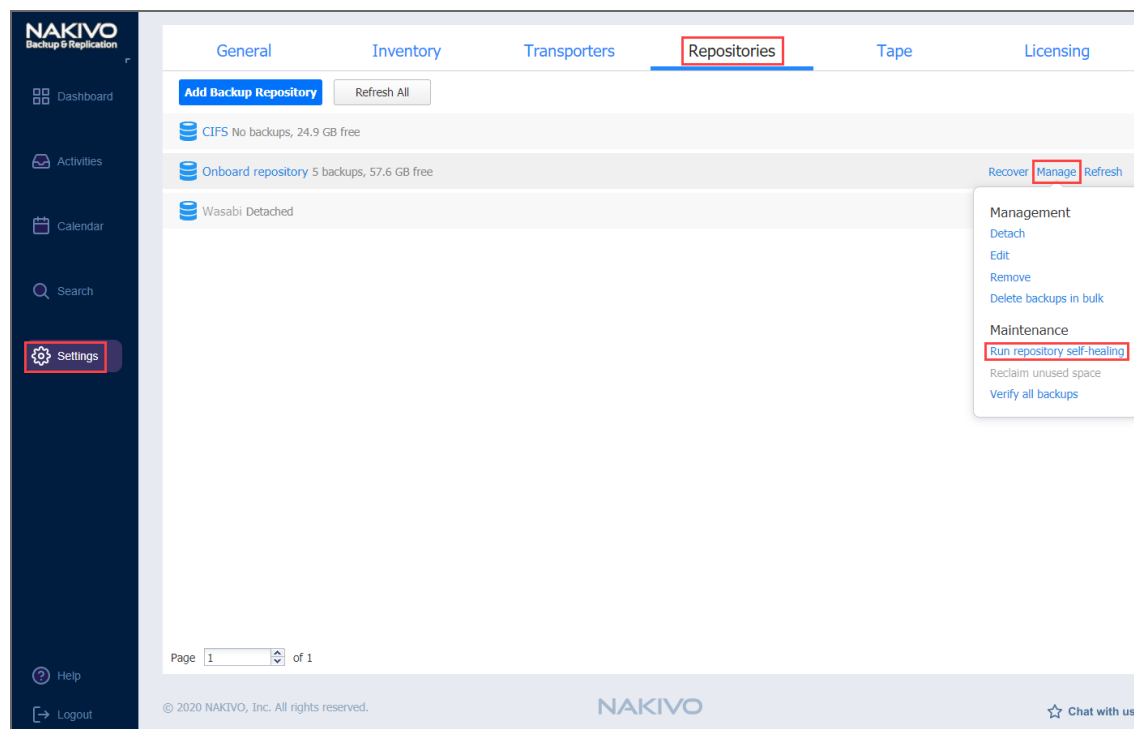 NAKIVO
Backup & Replication
Dashboard
Activities
Calendar
Search
Settings
Help
Logout
General Inventory Transporters Repositories Tape Licensing
Add Backup Repository Refresh All
CIFS No backups, 24.9 GB free
Onboard repository 5 backups, 57.6 GB free Recover Manage Refresh
Wasabi Detached
Management
Detach
Edit
Remove
Delete backups in bulk
Maintenance
Run repository self-healing
Reclaim unused space
Verify all backups
Page 1 of 1
© 2020 NAKIVO, Inc. All rights reserved. NAKIVO Chat with us